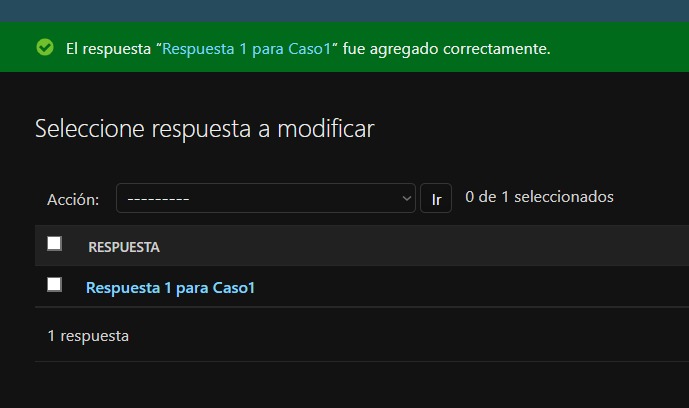 El respuesta “Respuesta 1 para Caso1” fue agregado correctamente.
Seleccione respuesta a modificar
Acción: --------- Ir 0 de 1 seleccionados
RESPUESTA
Respuesta 1 para Caso1
1 respuesta